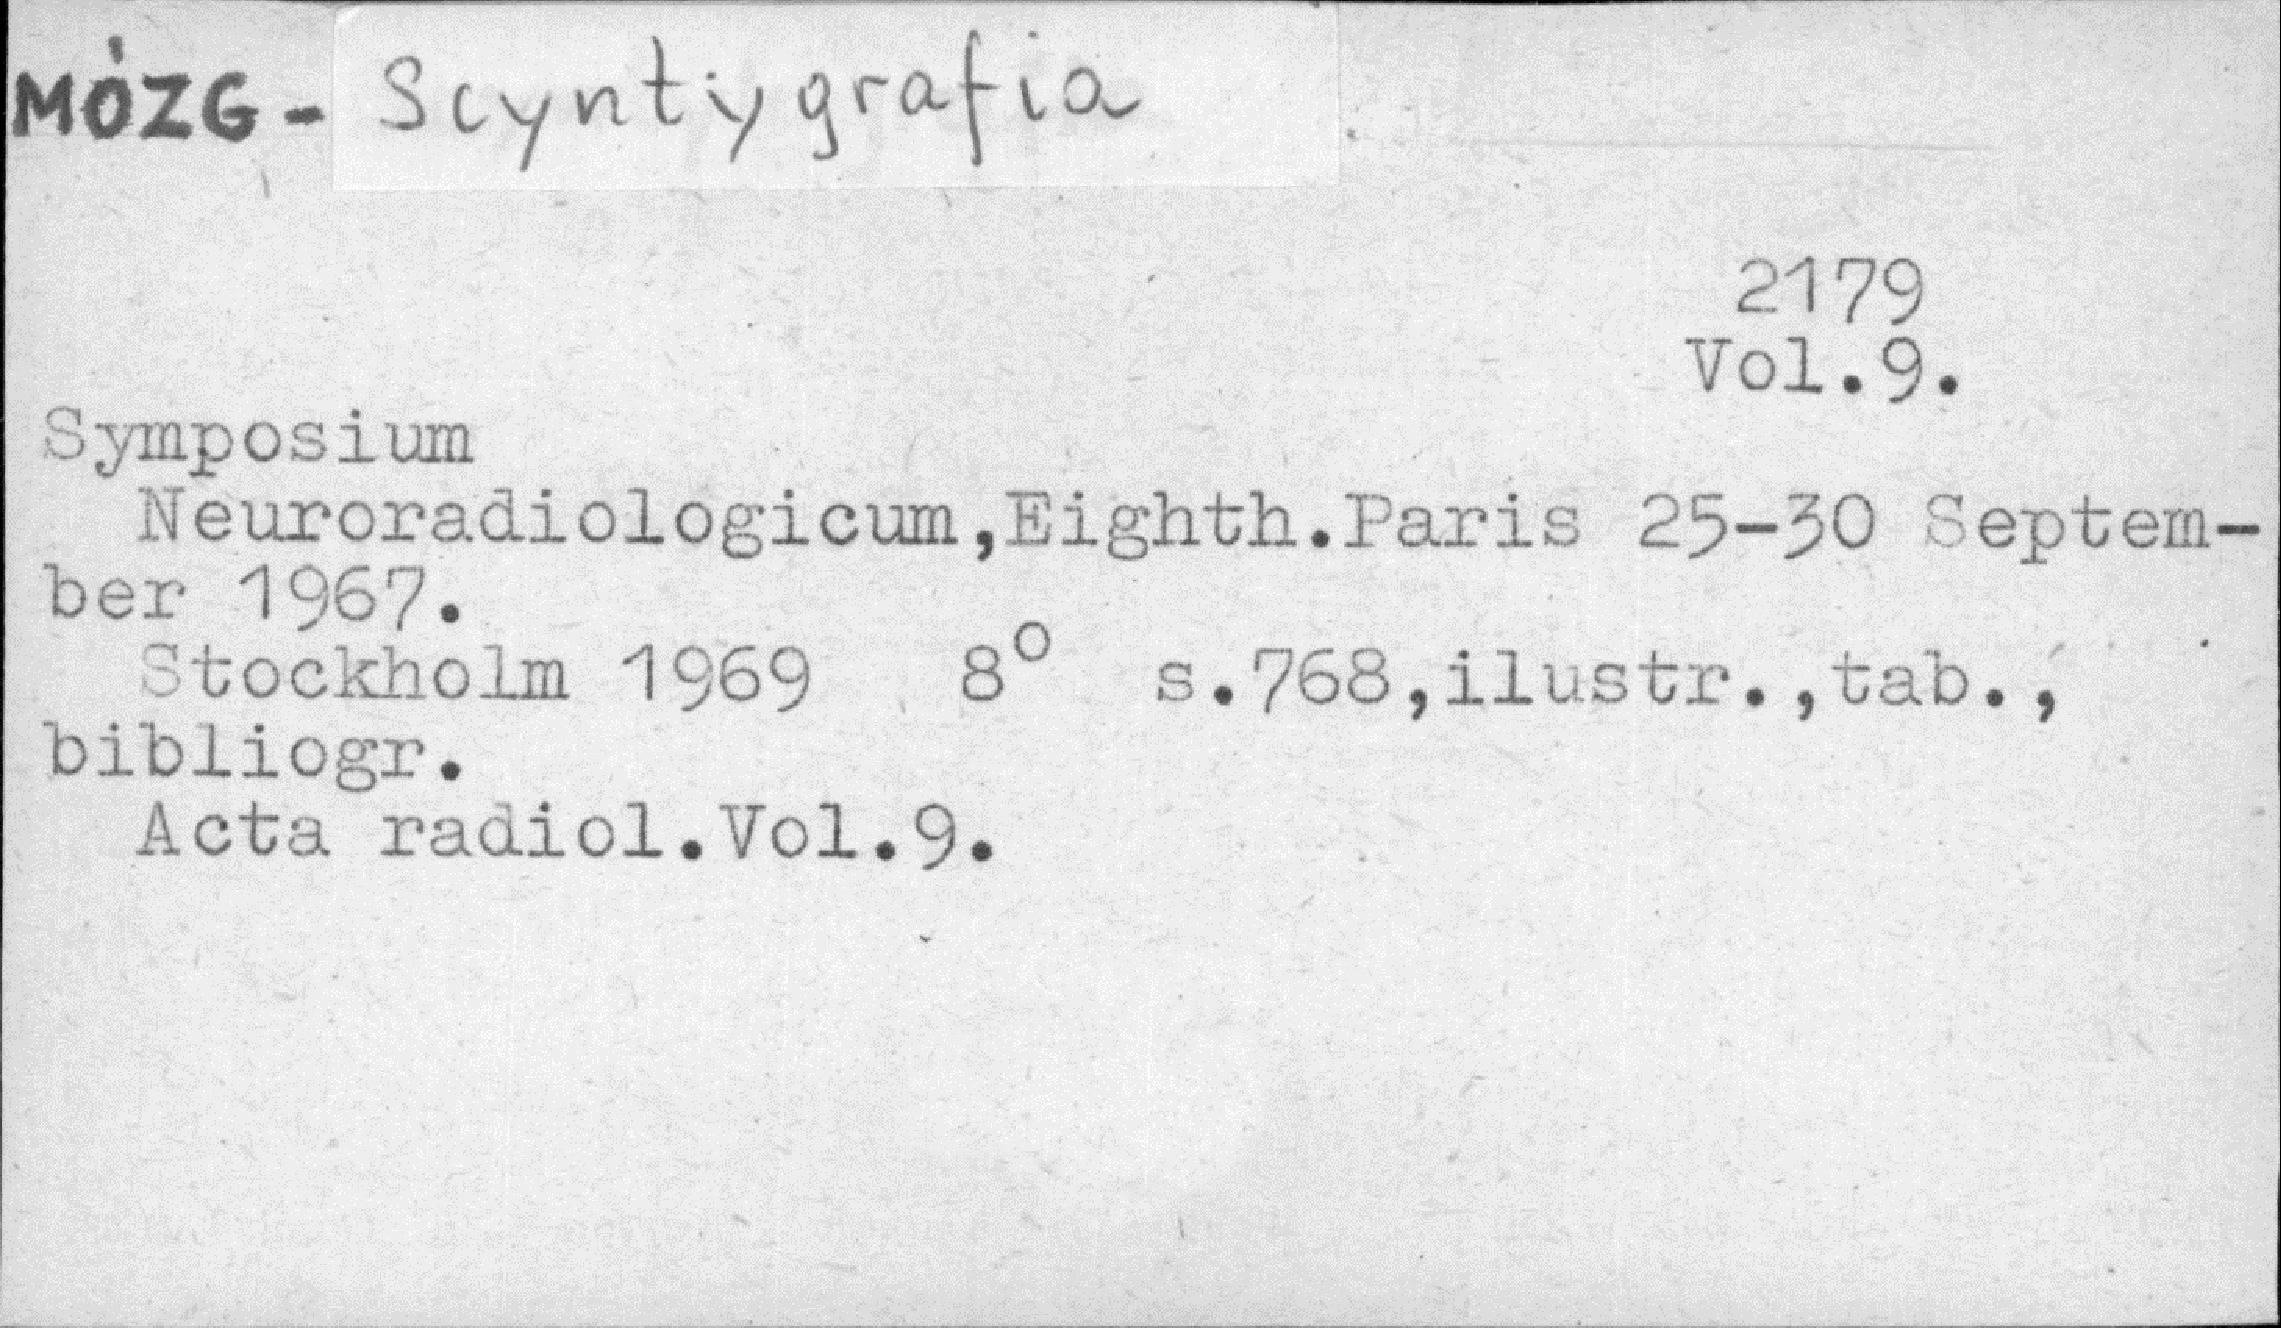 MÓZG - Scyntygrafia
2179
Vol.9.
Symposium
Neuroradiologicum,Eighth.Paris 25-30 Septem-
ber 1967.
Stockholm 1969 8° s.768,ilustr.,tab.,
bibliogr.
Acta radiol.Vol.9.